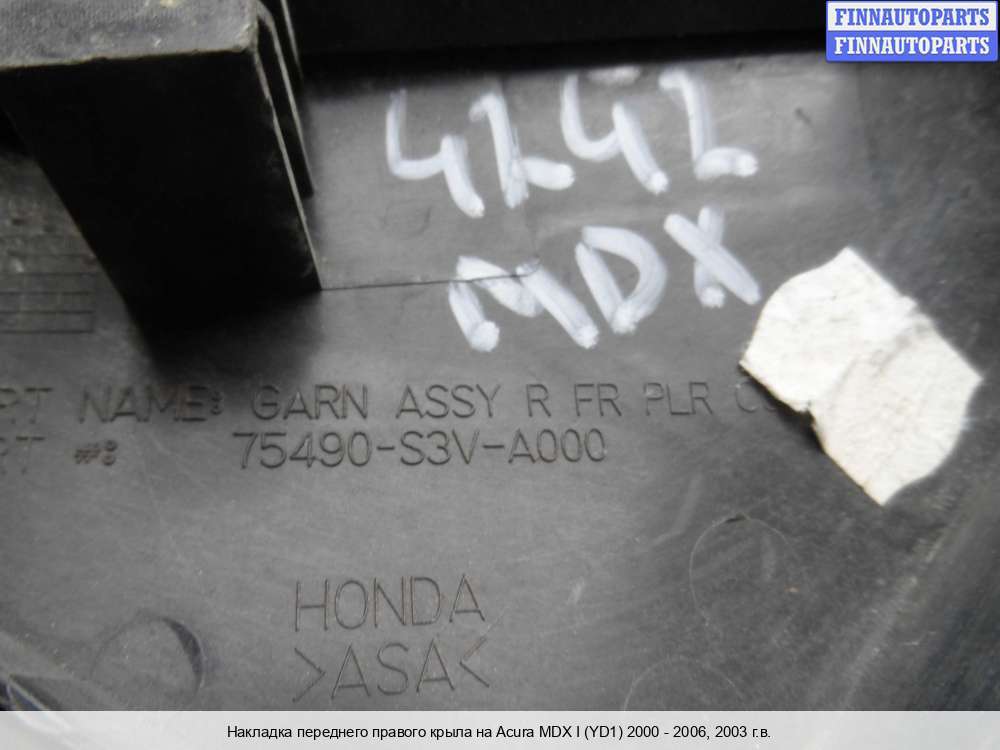 FINNAUTOPARTS
FINNAUTOPARTS
4242
MDX
NAME: GARN ASSY R FR PLR
#: 75490-S3V-A000
HONDA
>ASA<
Накладка переднего правого крыла на Acura MDX I (YD1) 2000 - 2006, 2003 г.в.